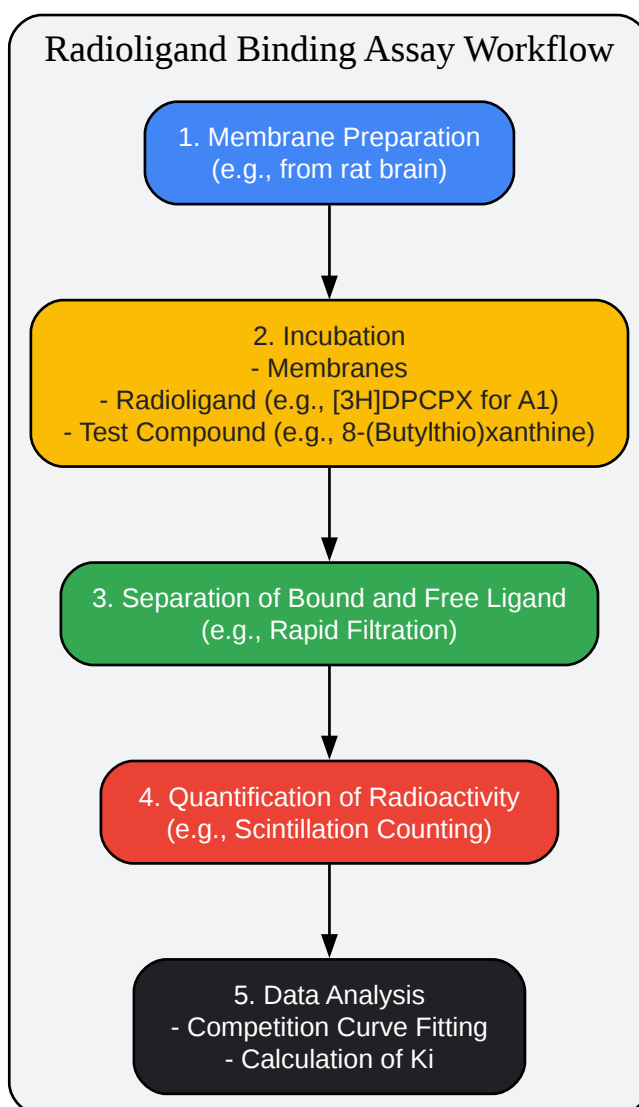 Radioligand Binding Assay Workflow
1. Membrane Preparation
(e.g., from rat brain)
2. Incubation
- Membranes
- Radioligand (e.g., [3H]DPCPX for A1)
- Test Compound (e.g., 8-(Butylthio)xanthine)
3. Separation of Bound and Free Ligand
(e.g., Rapid Filtration)
4. Quantification of Radioactivity
(e.g., Scintillation Counting)
5. Data Analysis
- Competition Curve Fitting
- Calculation of Ki